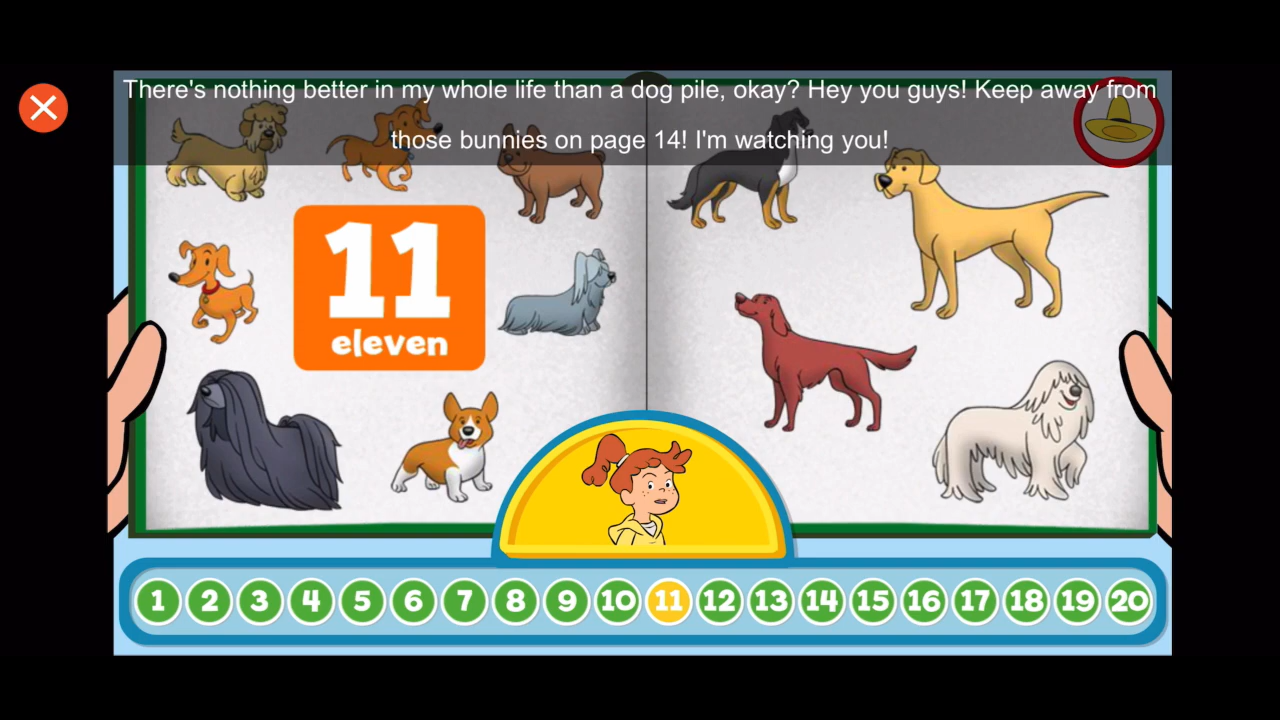 There's nothing better in my whole life than a dog pile, okay? Hey you guys! Keep away from
those bunnies on page 14! I'm watching you!
11
eleven
1 2 3 4 5 6 7 8 9 10 11 12 13 14 15 16 17 18 19 20